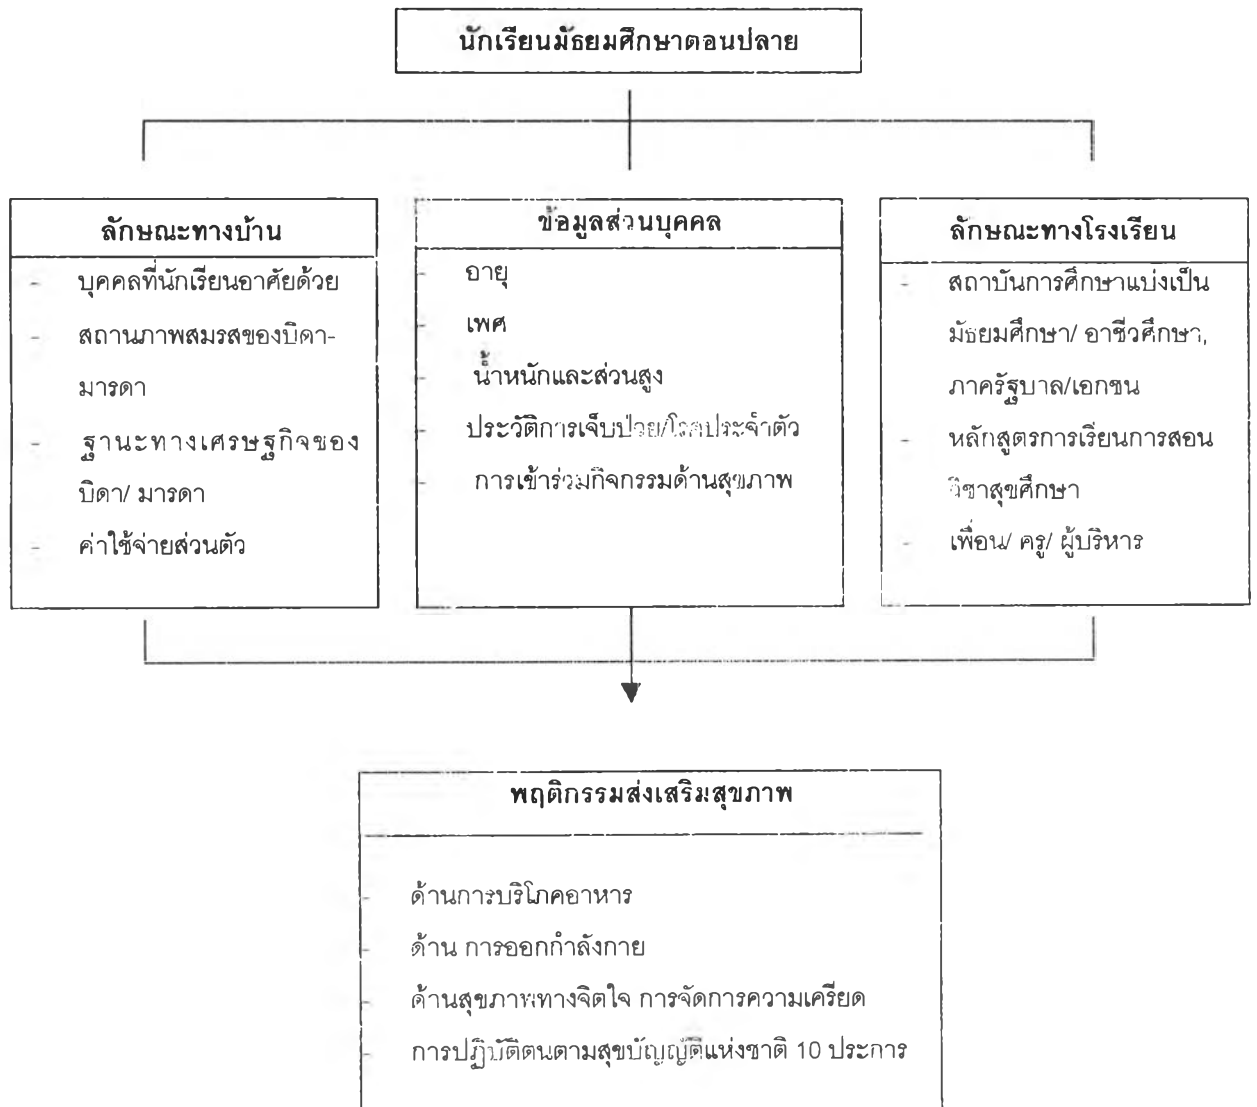 นักเรียนมัธยมศึกษาตอนปลาย
ลักษณะทางบ้าน
- บุคคลที่นักเรียนอาศัยด้วย
- สถานภาพสมรสของบิดา-
มารดา
- ฐานะทางเศรษฐกิจของ
บิดา/ มารดา
- ค่าใช้จ่ายส่วนตัว
ข้อมูลส่วนบุคคล
- อายุ
- เพศ
- น้ำหนักและส่วนสูง
- ประวัติการเจ็บป่วย/โรคประจำตัว
- การเข้าร่วมกิจกรรมด้านสุขภาพ
ลักษณะทางโรงเรียน
- สถาบันการศึกษาแบ่งเป็น
มัธยมศึกษา/ อาชีวศึกษา,
ภาครัฐบาล/เอกชน
- หลักสูตรการเรียนการสอน
วิชาสุขศึกษา
- เพื่อน/ ครู/ ผู้บริหาร
พฤติกรรมส่งเสริมสุขภาพ
- ด้านการบริโภคอาหาร
- ด้าน การออกกำลังกาย
- ด้านสุขภาพทางจิตใจ การจัดการความเครียด
- การปฏิบัติตนตามสุขบัญญัติแห่งชาติ 10 ประการ